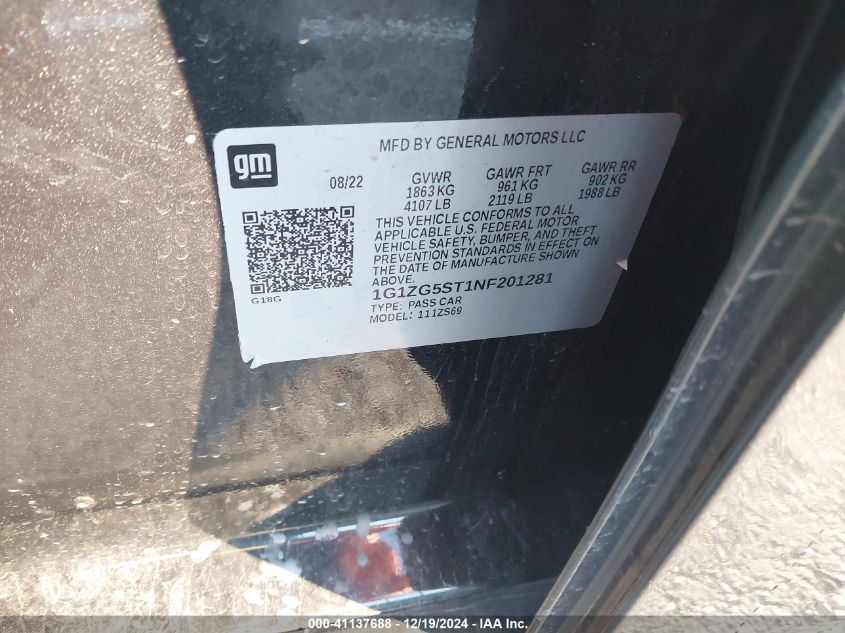 gm
MFD BY GENERAL MOTORS LLC
08/22
GVWR
1863 KG
4107 LB
GAWR FRT
961 KG
2119 LB
GAWR RR
902 KG
1988 LB
THIS VEHICLE CONFORMS TO ALL
APPLICABLE U.S. FEDERAL MOTOR
VEHICLE SAFETY, BUMPER, AND THEFT
PREVENTION STANDARDS IN EFFECT ON
THE DATE OF MANUFACTURE SHOWN
ABOVE.
G18G
1G1ZG5ST1NF201281
TYPE: PASS CAR
MODEL: 111ZS69
000-41137688 - 12/19/2024 - IAA Inc.